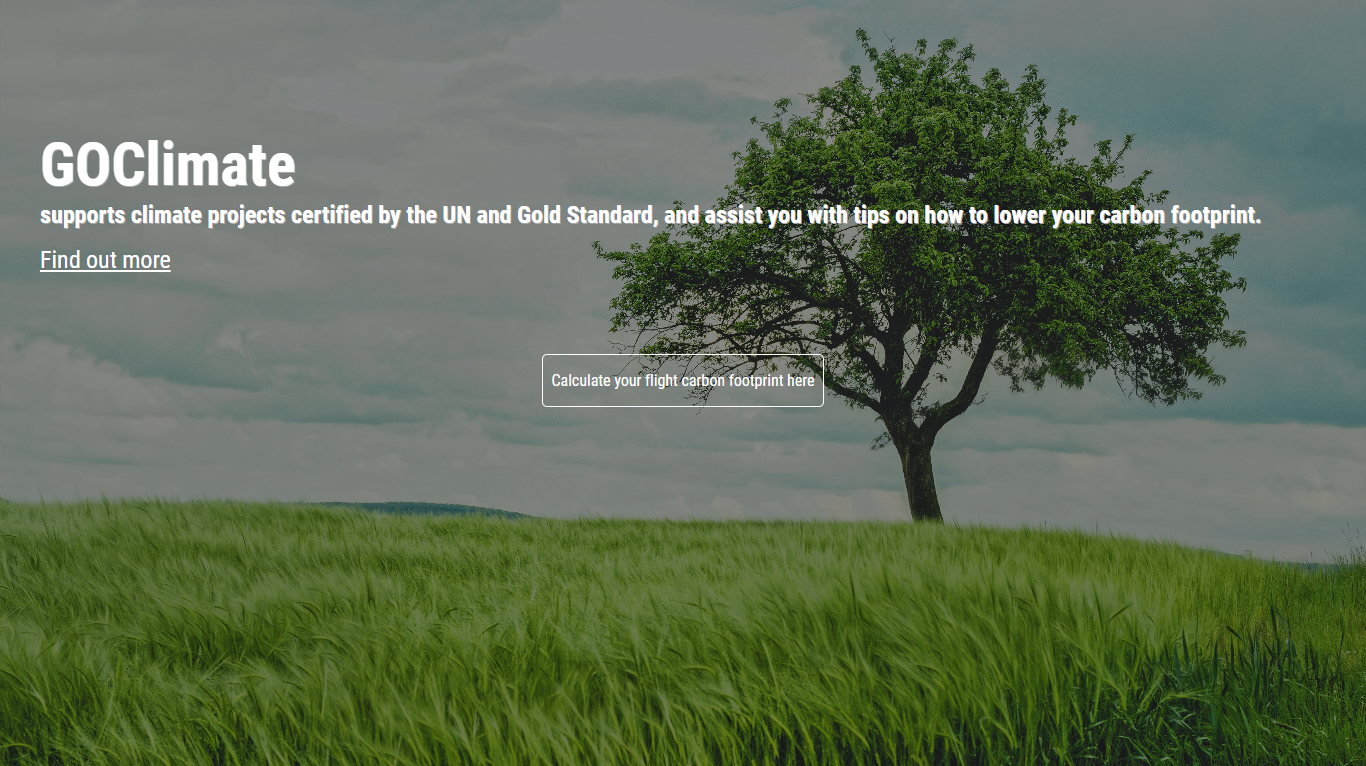 GOClimate
supports climate projects certified by the UN and Gold Standard, and assist you with tips on how to lower your carbon footprint.
Find out more
Calculate your flight carbon footprint here